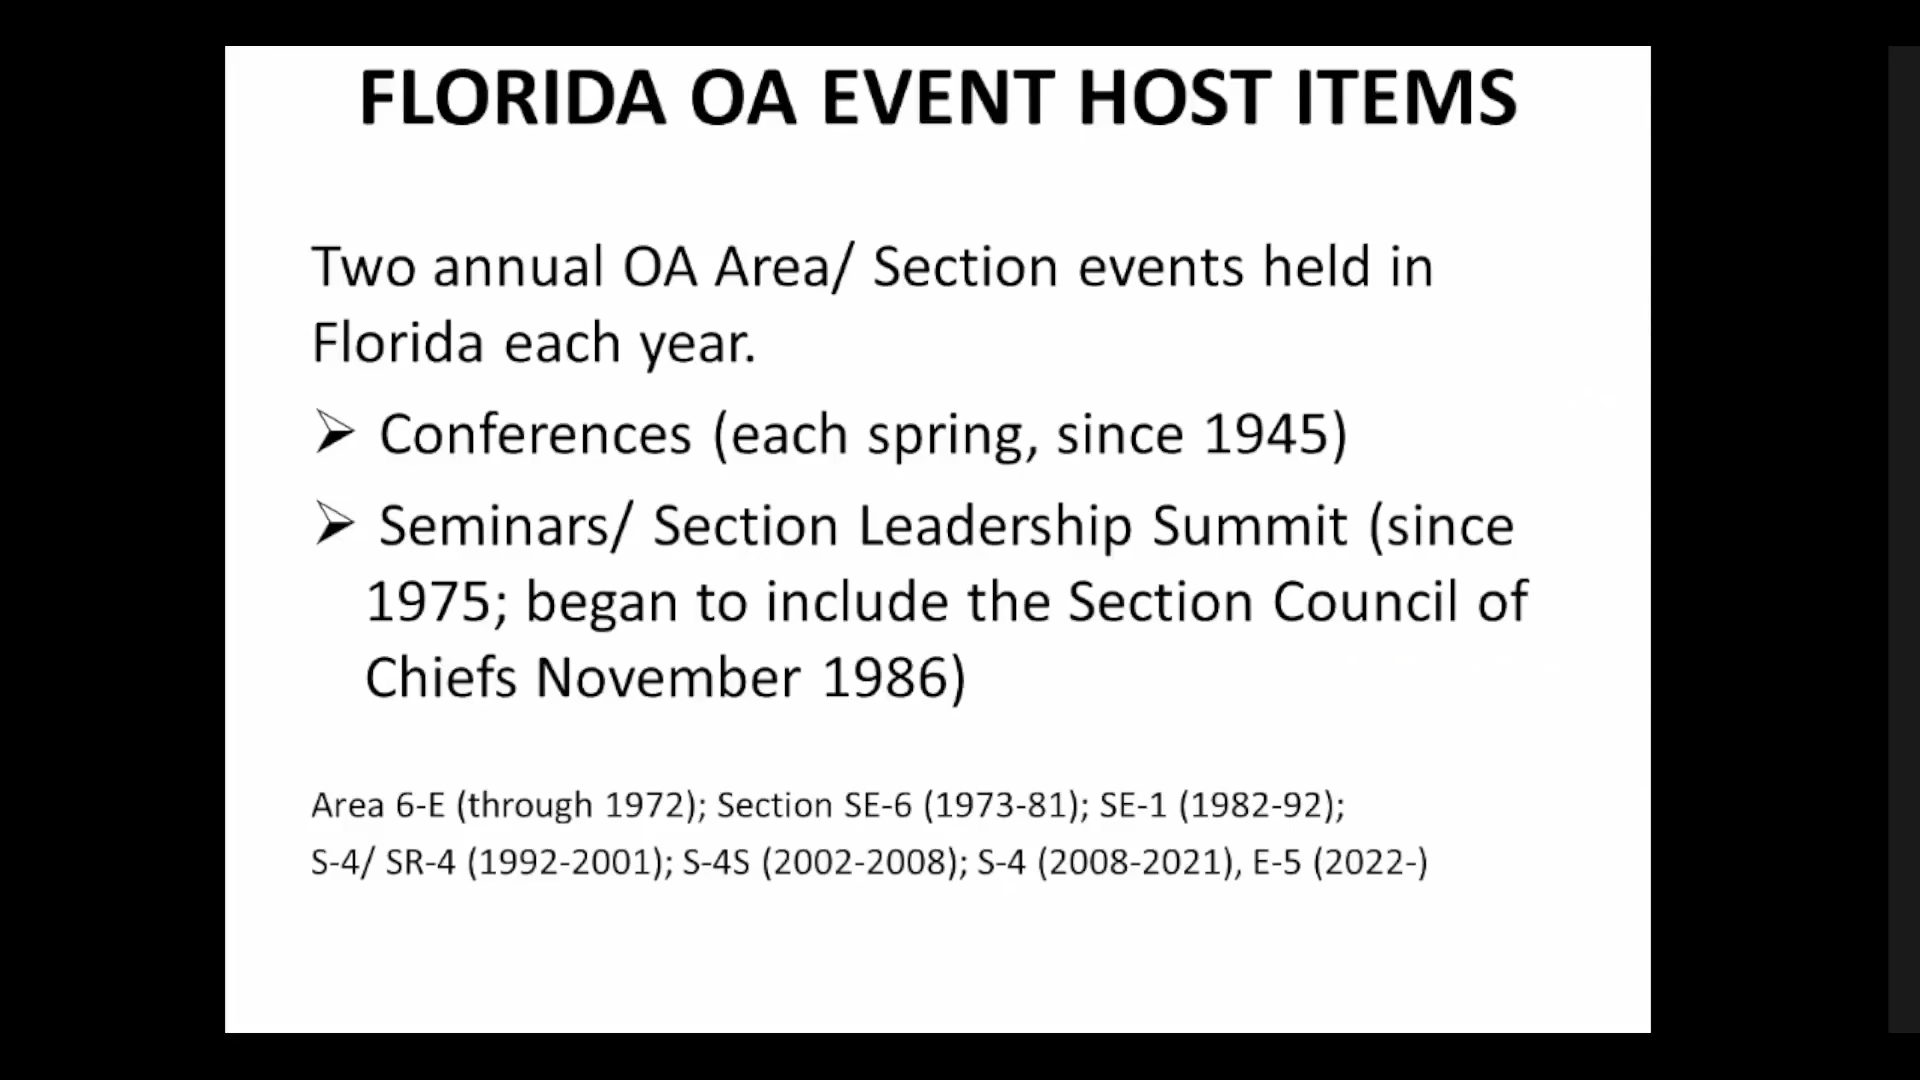 FLORIDA OA EVENT HOST ITEMS
Two annual OA Area/ Section events held in
Florida each year.
➢ Conferences (each spring, since 1945)
➢ Seminars/ Section Leadership Summit (since
1975; began to include the Section Council of
Chiefs November 1986)
Area 6-E (through 1972); Section SE-6 (1973-81); SE-1 (1982-92);
S-4/ SR-4 (1992-2001); S-4S (2002-2008); S-4 (2008-2021), E-5 (2022-)